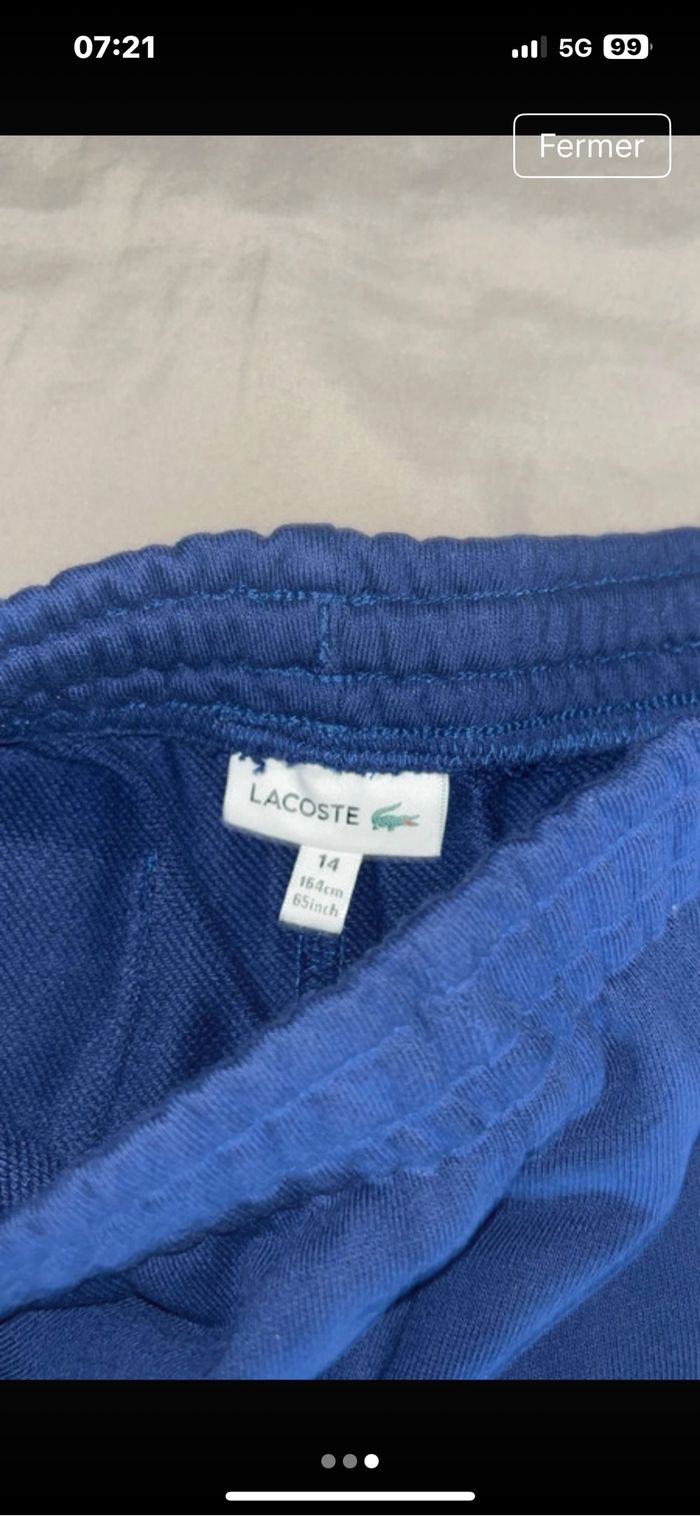 07:21
5G 99
Fermer
LACOSTE
14
164cm
65inch